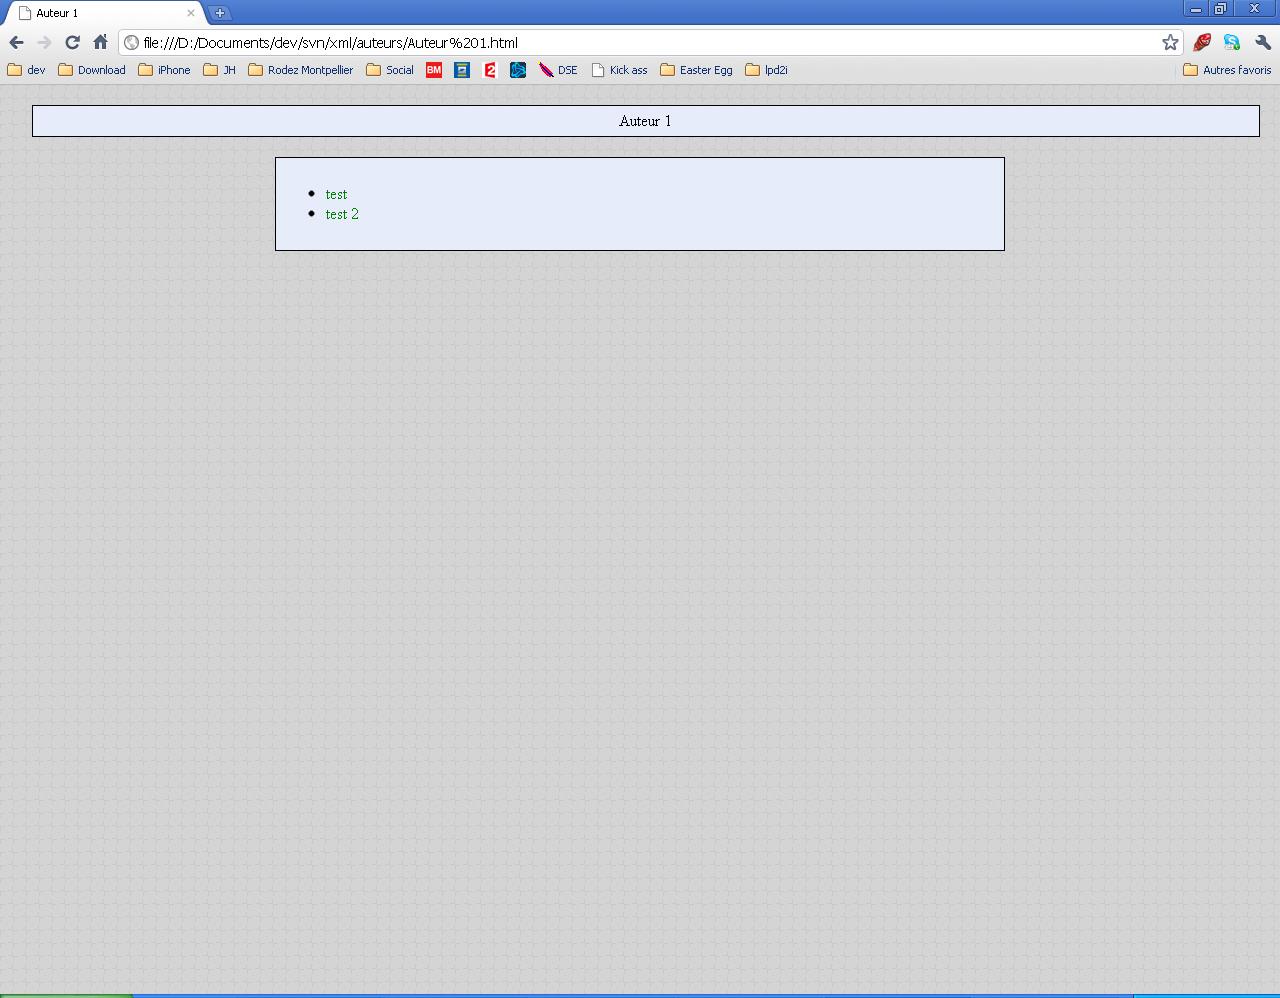 Auteur 1
file:///D:/Documents/dev/svn/xml/auteurs/Auteur%201.html
dev Download iPhone JH Rodez Montpellier Social BM 2 DSE Kick ass Easter Egg lpd2i Autres favoris
Auteur 1
test
test 2